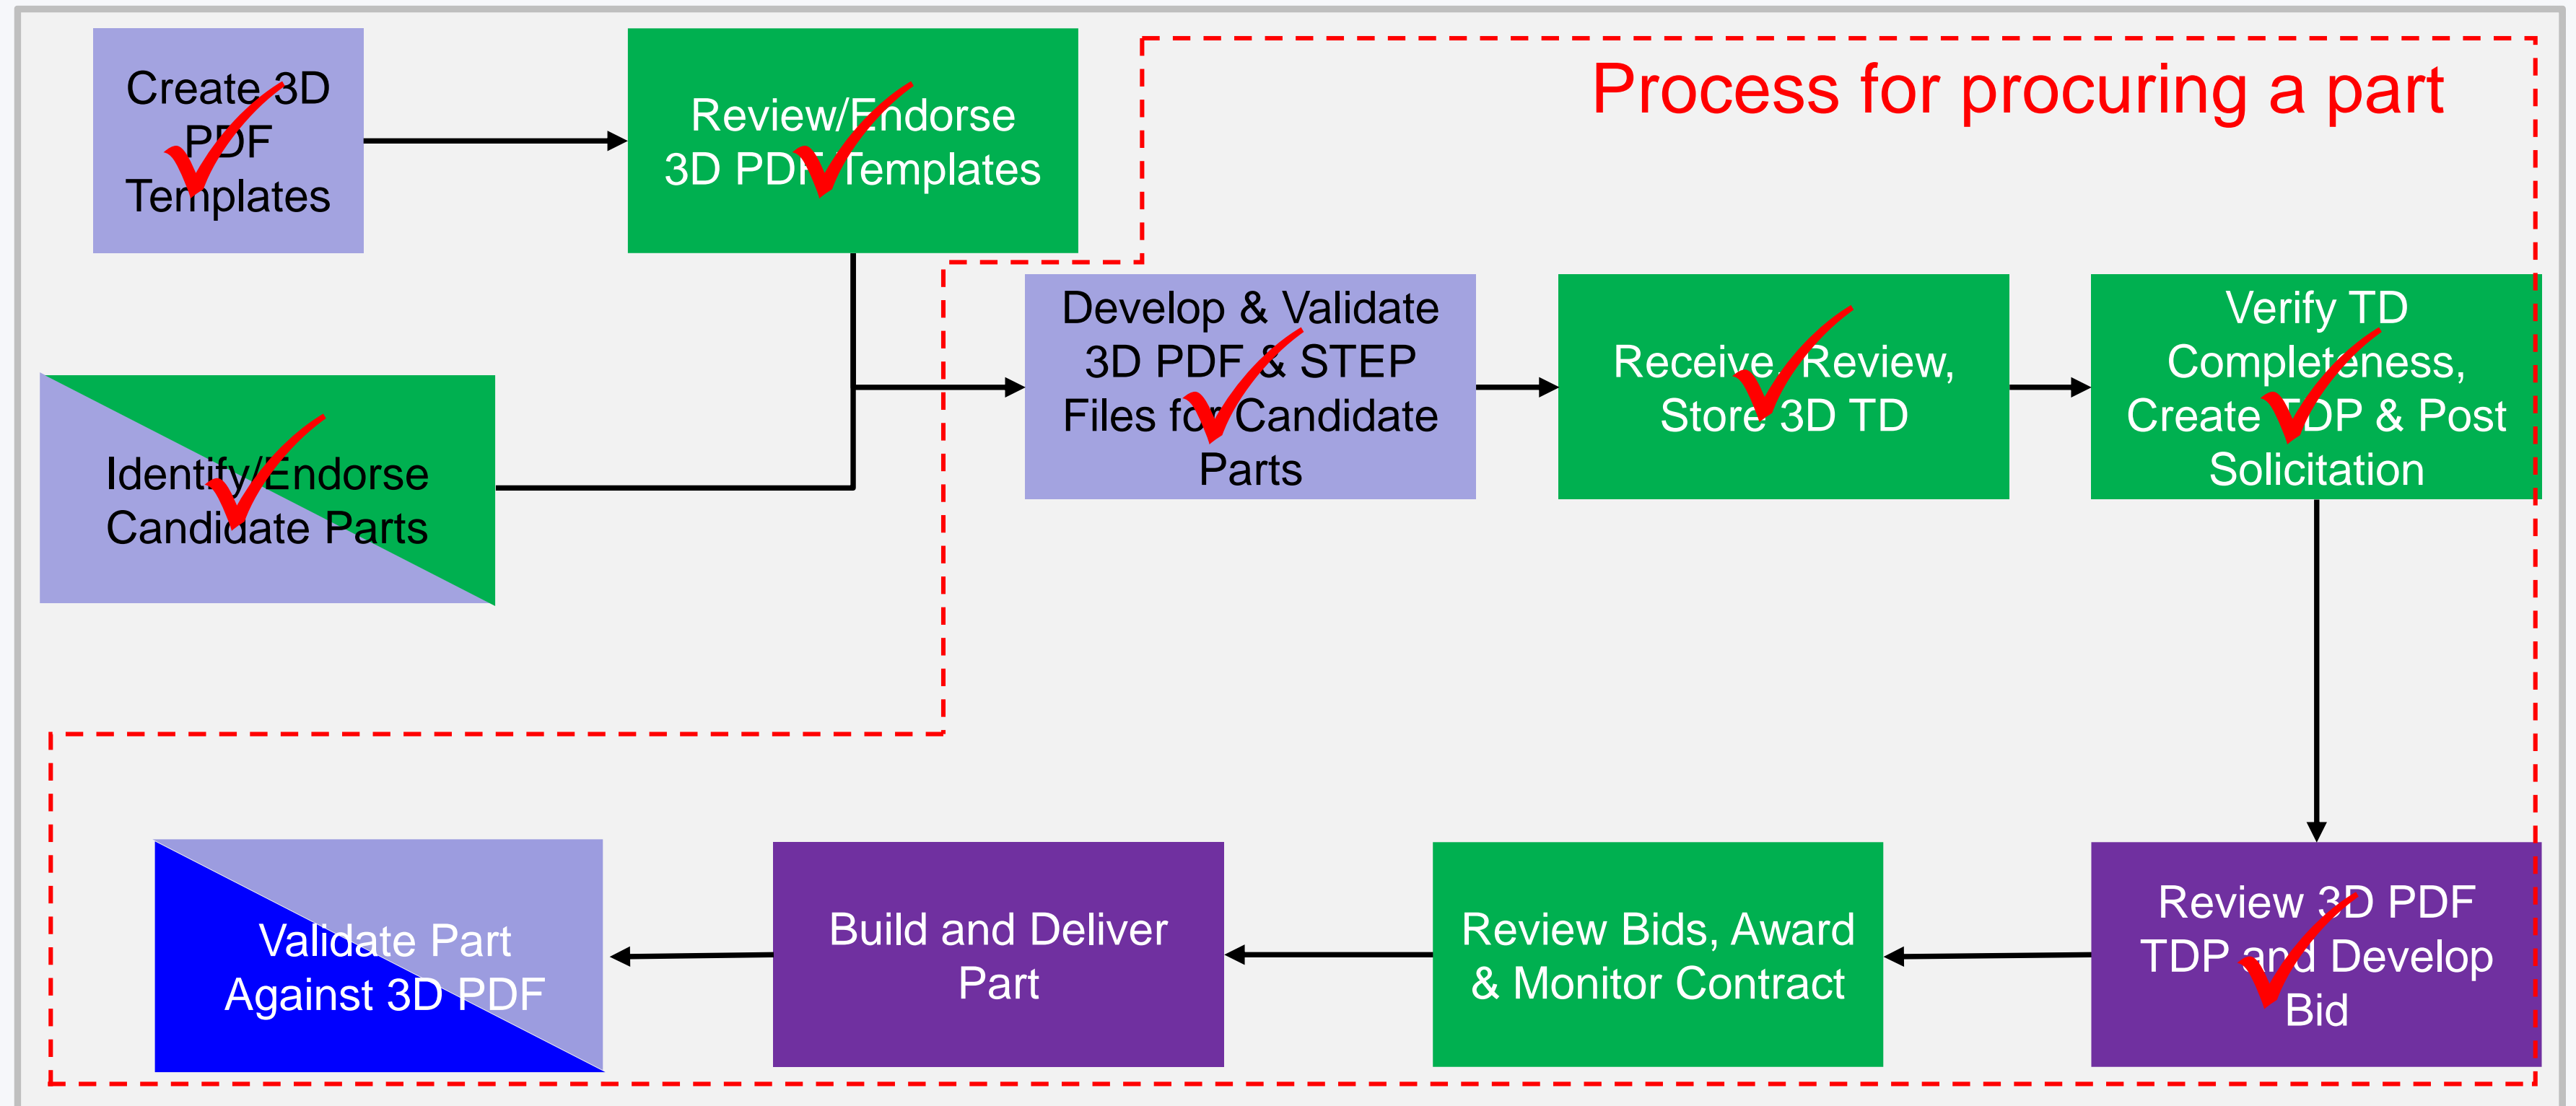 Create 3D
PDF
Templates
Review/Endorse
3D PDF Templates
Process for procuring a part
Identify/Endorse
Candidate Parts
Develop & Validate
3D PDF & STEP
Files for Candidate
Parts
Receive, Review,
Store 3D TD
Verify TD
Completeness,
Create TDP & Post
Solicitation
Validate Part
Against 3D PDF
Build and Deliver
Part
Review Bids, Award
& Monitor Contract
Review 3D PDF
TDP and Develop
Bid